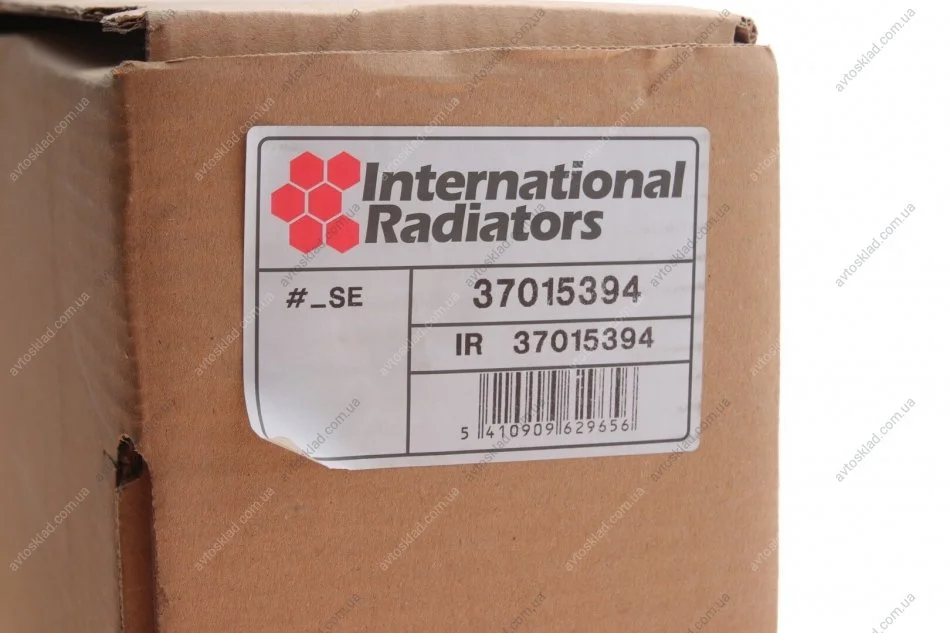 International
Radiators
#_SE
37015394
IR 37015394
5 410909 629656
avtosklad.com.ua